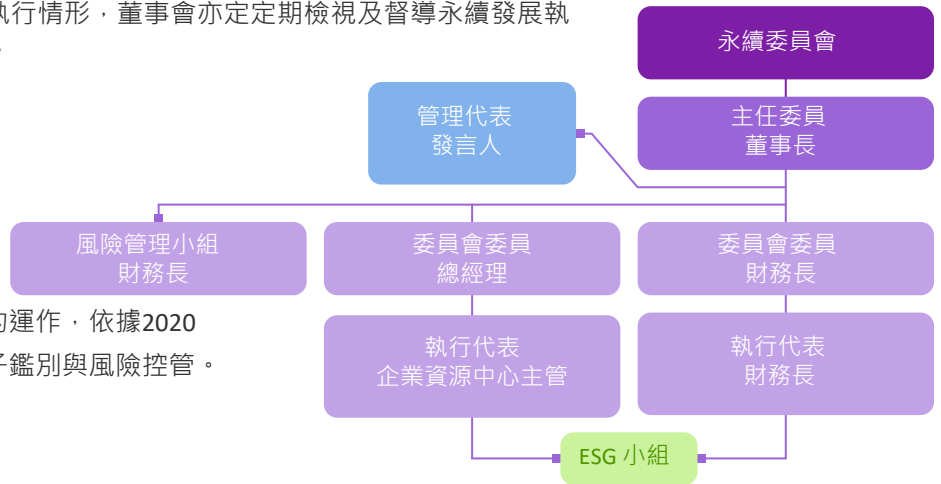 執行情形，董事會亦定定期檢視及督導永續發展執
永續委員會
管理代表
發言人
主任委員
董事長
風險管理小組
財務長
委員會委員
總經理
委員會委員
財務長
的運作，依據2020
鑑別與風險控管。
執行代表
企業資源中心主管
執行代表
財務長
ESG 小組